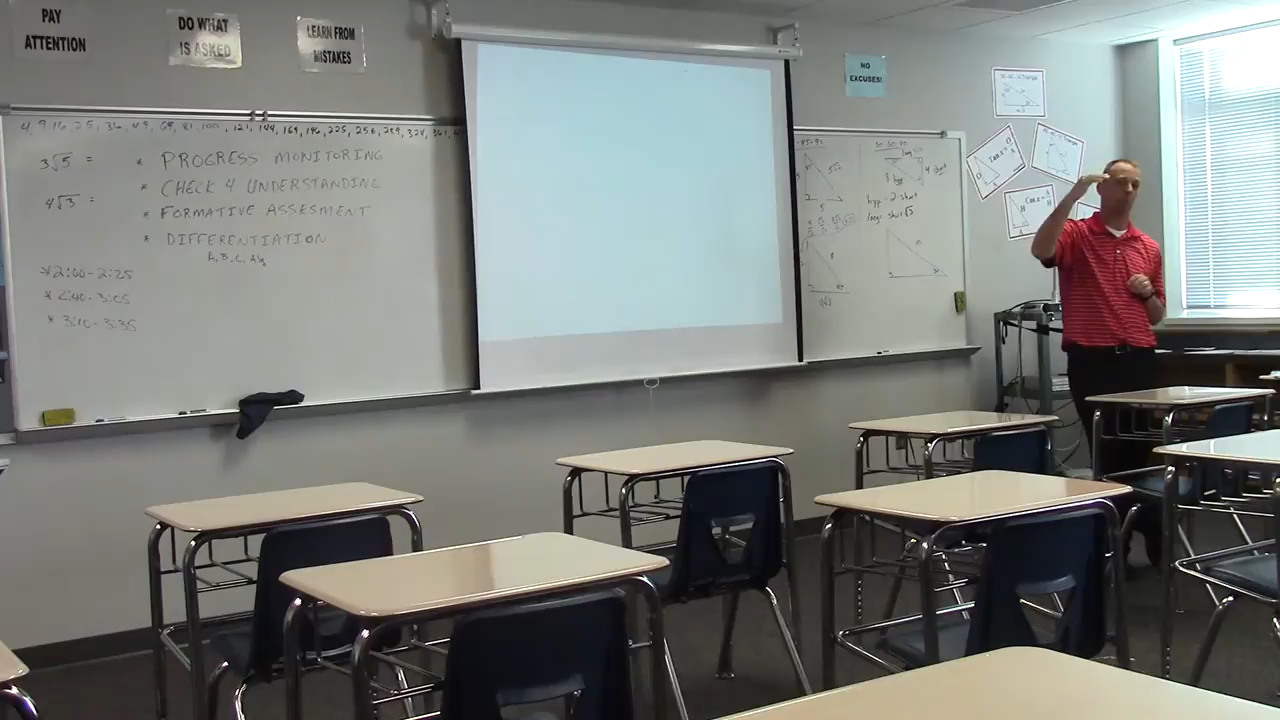 PAY
ATTENTION
DO WHAT
IS ASKED
LEARN FROM
MISTAKES
NO
EXCUSES!
4, 9, 16, 25, 36, 49, 64, 81, 100, 121, 144, 169, 196, 225, 256, 289, 324, 361,
3√5 =
4√3 =
* PROGRESS MONITORING
* CHECK 4 UNDERSTANDING
* FORMATIVE ASSESMENT
* DIFFERENTIATION
A, B, C, Alg
* 2:00-2:25
* 2:40-3:05
* 3:10-3:35
hyp = 2·short
long = short√3